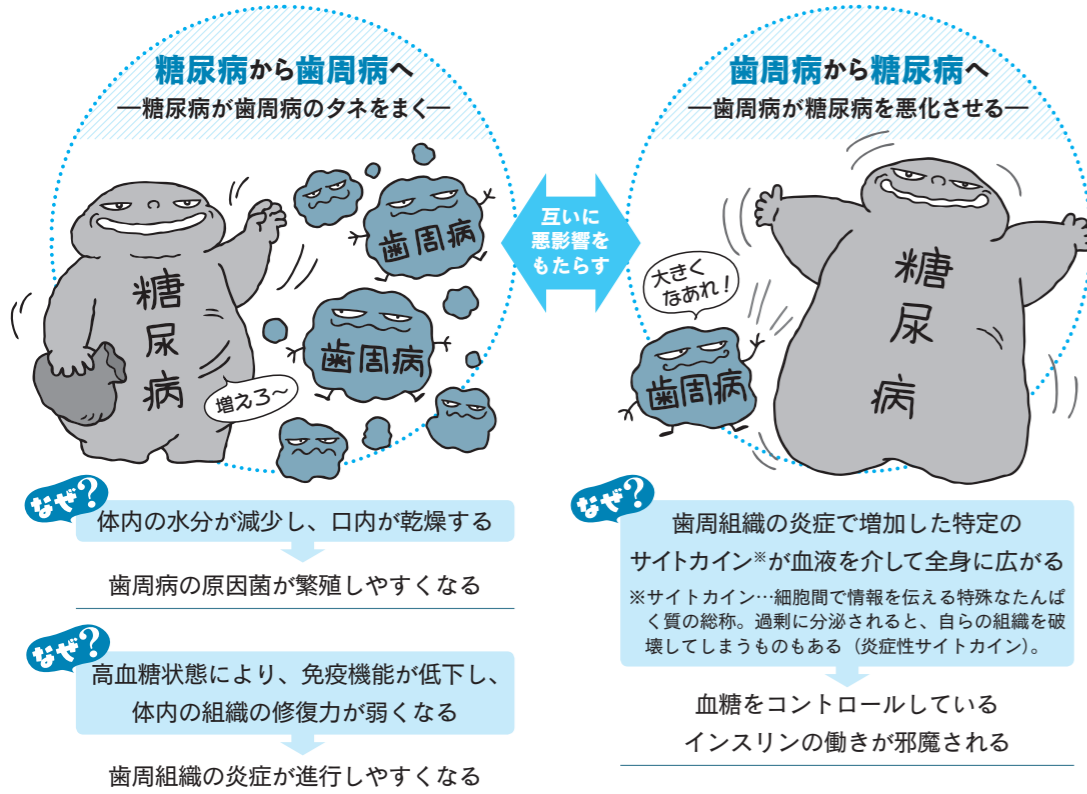 糖尿病から歯周病へ
―糖尿病が歯周病のタネをまく―
糖尿病
増えろ～
歯周病
歯周病
なぜ?
体内の水分が減少し、口内が乾燥する
歯周病の原因菌が繁殖しやすくなる
なぜ?
高血糖状態により、免疫機能が低下し、
体内の組織の修復力が弱くなる
歯周組織の炎症が進行しやすくなる
互いに
悪影響を
もたらす
歯周病から糖尿病へ
―歯周病が糖尿病を悪化させる―
大きく
なあれ!
歯周病
糖尿病
なぜ?
歯周組織の炎症で増加した特定の
サイトカイン※が血液を介して全身に広がる
※サイトカイン…細胞間で情報を伝える特殊なたんぱ
く質の総称。過剰に分泌されると、自らの組織を破
壊してしまうものもある(炎症性サイトカイン)。
血糖をコントロールしている
インスリンの働きが邪魔される